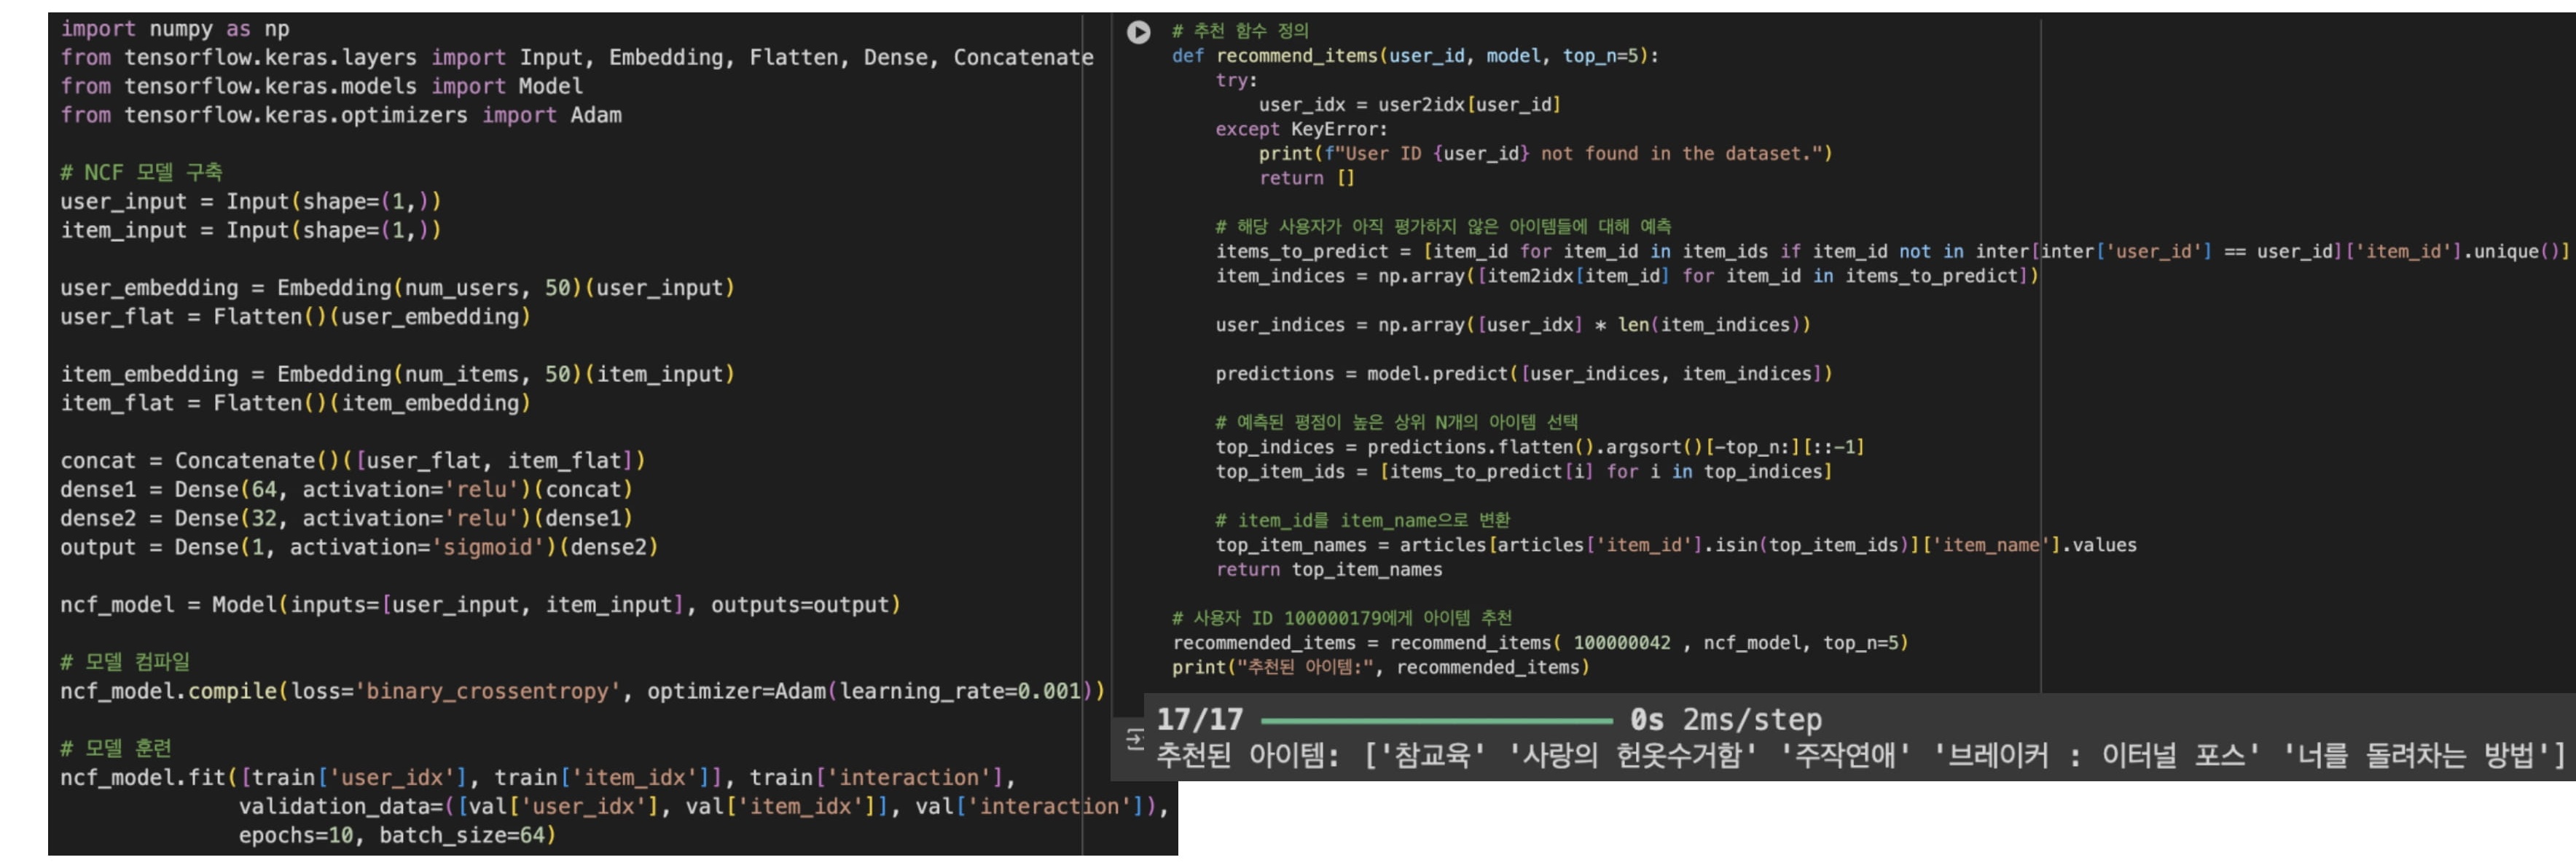 import numpy as np
from tensorflow.keras.layers import Input, Embedding, Flatten, Dense, Concatenate
from tensorflow.keras.models import Model
from tensorflow.keras.optimizers import Adam
# NCF 모델 구축
user_input = Input(shape=(1,))
item_input = Input(shape=(1,))
user_embedding = Embedding(num_users, 50)(user_input)
user_flat = Flatten()(user_embedding)
item_embedding = Embedding(num_items, 50)(item_input)
item_flat = Flatten()(item_embedding)
concat = Concatenate()([user_flat, item_flat])
dense1 = Dense(64, activation='relu')(concat)
dense2 = Dense(32, activation='relu')(dense1)
output = Dense(1, activation='sigmoid')(dense2)
ncf_model = Model(inputs=[user_input, item_input], outputs=output)
# 모델 컴파일
ncf_model.compile(loss='binary_crossentropy', optimizer=Adam(learning_rate=0.001))
# 모델 훈련
ncf_model.fit([train['user_idx'], train['item_idx']], train['interaction'],
validation_data=([val['user_idx'], val['item_idx']], val['interaction']),
epochs=10, batch_size=64)
# 추천 함수 정의
def recommend_items(user_id, model, top_n=5):
try:
user_idx = user2idx[user_id]
except KeyError:
print(f"User ID {user_id} not found in the dataset.")
return []
# 해당 사용자가 아직 평가하지 않은 아이템들에 대해 예측
items_to_predict = [item_id for item_id in item_ids if item_id not in inter[inter['user_id'] == user_id]['item_id'].unique()]
item_indices = np.array([item2idx[item_id] for item_id in items_to_predict])
user_indices = np.array([user_idx] * len(item_indices))
predictions = model.predict([user_indices, item_indices])
# 예측된 평점이 높은 상위 N개의 아이템 선택
top_indices = predictions.flatten().argsort()[-top_n:][::-1]
top_item_ids = [items_to_predict[i] for i in top_indices]
# item_id를 item_name으로 변환
top_item_names = articles[articles['item_id'].isin(top_item_ids)]['item_name'].values
return top_item_names
# 사용자 ID 100000179에게 아이템 추천
recommended_items = recommend_items( 100000042 , ncf_model, top_n=5)
print("추천된 아이템:", recommended_items)
17/17 0s 2ms/step
추천된 아이템: ['참교육' '사랑의 헌옷수거함' '주작연애' '브레이커 : 이터널 포스' '너를 돌려차는 방법']